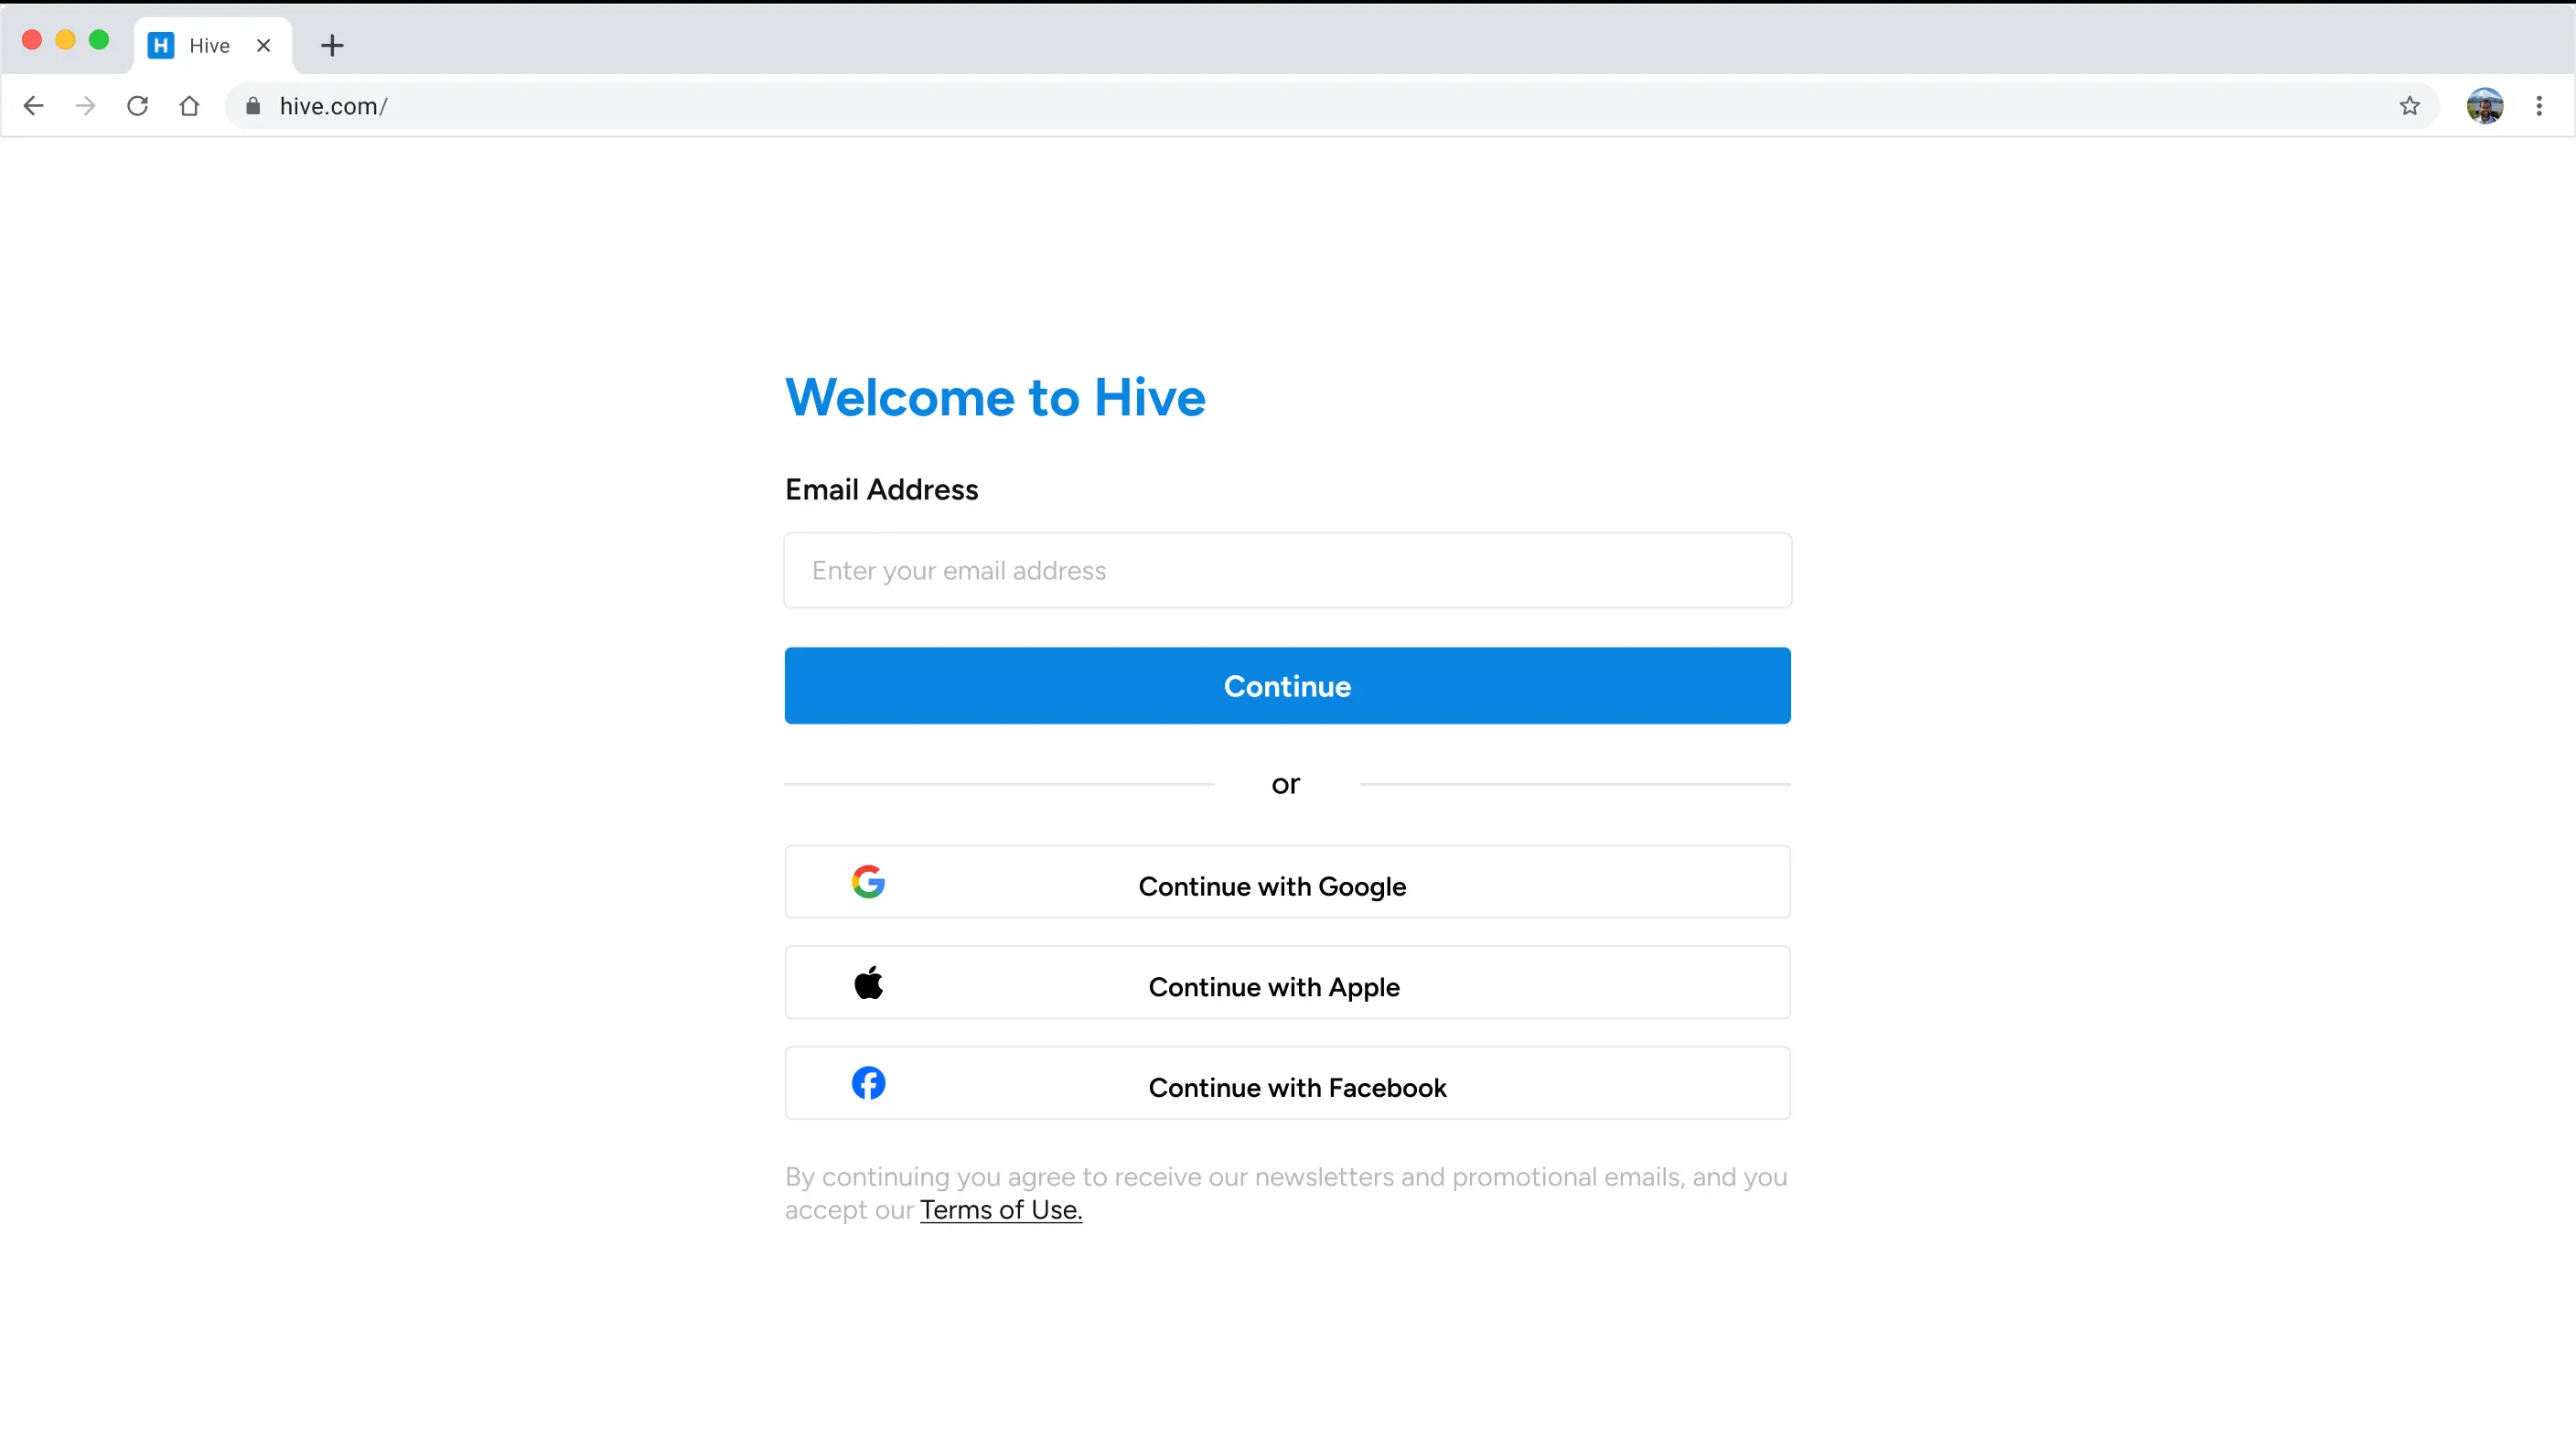 H Hive
hive.com/
Welcome to Hive
Email Address
Enter your email address
Continue
or
Continue with Google
Continue with Apple
Continue with Facebook
By continuing you agree to receive our newsletters and promotional emails, and you
accept our Terms of Use.